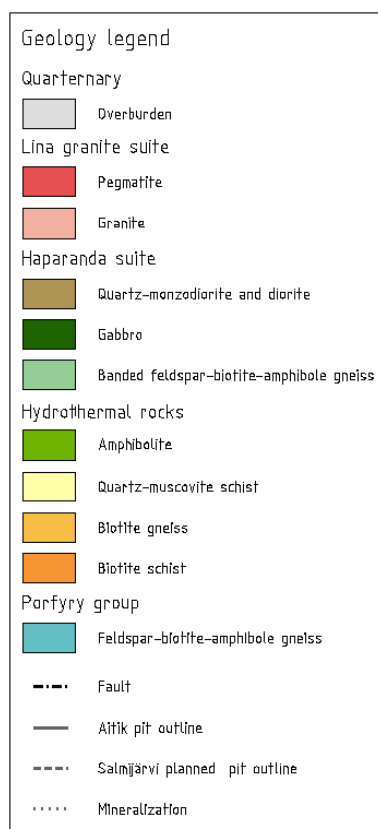 Geology legend
Quarternary
Overburden
Lina granite suite
Pegmatite
Granite
Haparanda suite
Quartz-monzodiorite and diorite
Gabbro
Banded feldspar-biotite-amphibole gneiss
Hydrothermal rocks
Amphibolite
Quartz-muscovite schist
Biotite gneiss
Biotite schist
Porfyry group
Feldspar-biotite-amphibole gneiss
Fault
Aitik pit outline
Salmijärvi planned pit outline
Mineralization